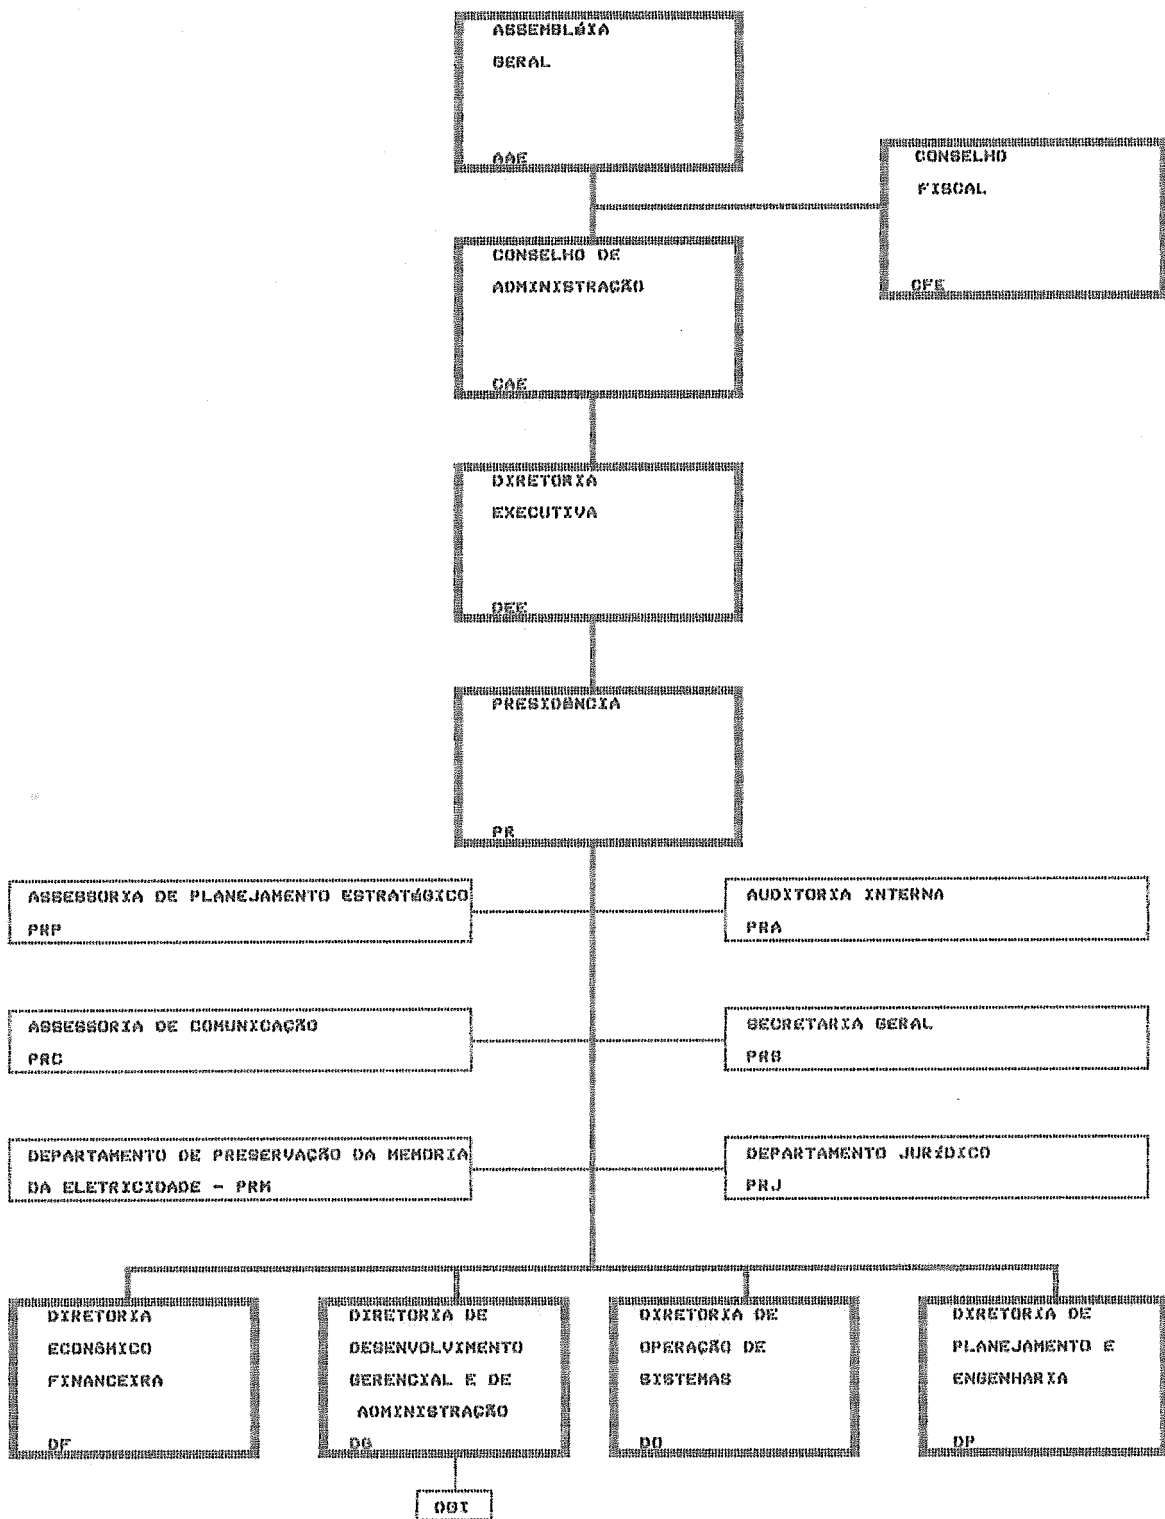 ASSEMBLÉIA
GERAL
AAE
CONSELHO
FISCAL
CFE
CONSELHO DE
ADMINISTRAÇÃO
CAE
DIRETORIA
EXECUTIVA
DEE
PRESIDÊNCIA
PR
ASSESSORIA DE PLANEJAMENTO ESTRATÉGICO
PRP
AUDITORIA INTERNA
PRA
ASSESSORIA DE COMUNICAÇÃO
PRC
SECRETARIA GERAL
PRS
DEPARTAMENTO DE PRESERVAÇÃO DA MEMORIA
DA ELETRICIDADE - PRM
DEPARTAMENTO JURÍDICO
PRJ
DIRETORIA
ECONÔMICO
FINANCEIRA
DF
DIRETORIA DE
DESENVOLVIMENTO
GERENCIAL E DE
ADMINISTRAÇÃO
DG
DIRETORIA DE
OPERAÇÃO DE
SISTEMAS
DO
DIRETORIA DE
PLANEJAMENTO E
ENGENHARIA
DP